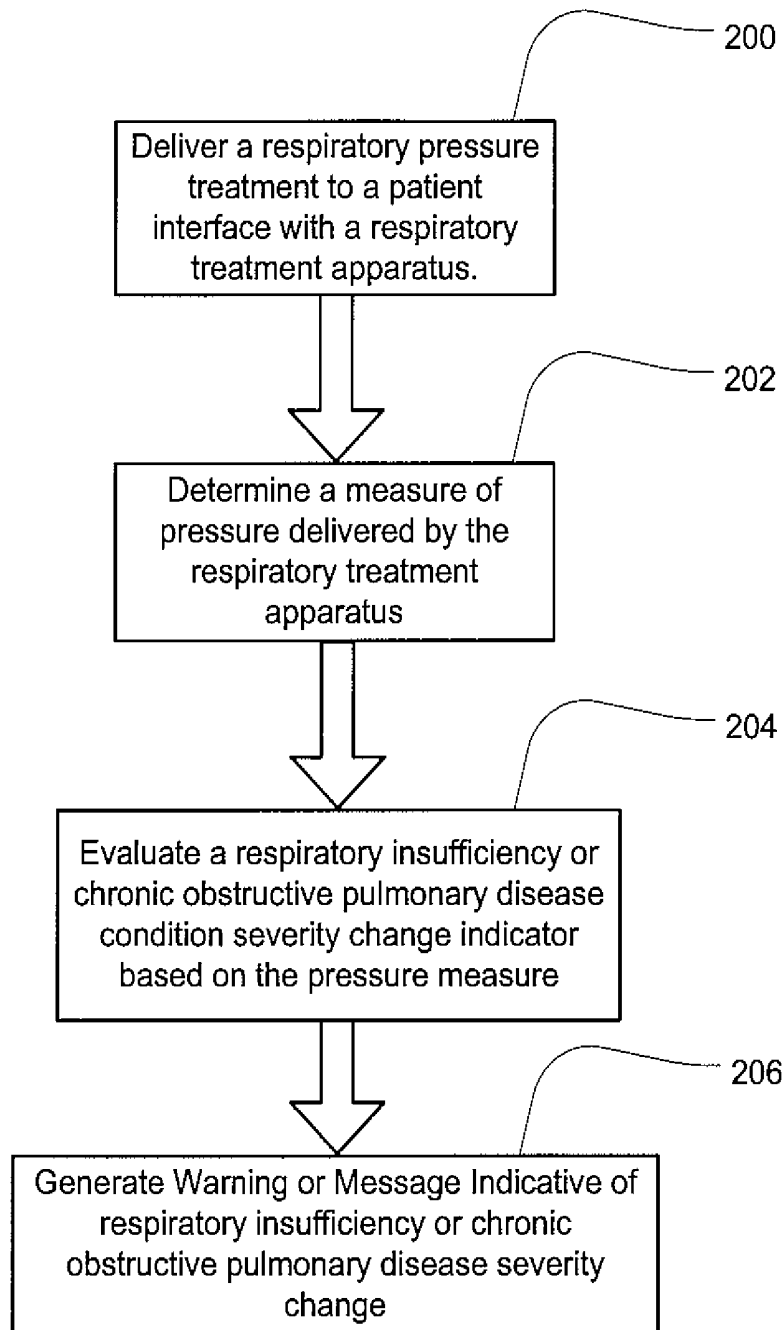 200
Deliver a respiratory pressure
treatment to a patient
interface with a respiratory
treatment apparatus.
202
Determine a measure of
pressure delivered by the
respiratory treatment
apparatus
204
Evaluate a respiratory insufficiency or
chronic obstructive pulmonary disease
condition severity change indicator
based on the pressure measure
206
Generate Warning or Message Indicative of
respiratory insufficiency or chronic
obstructive pulmonary disease severity
change